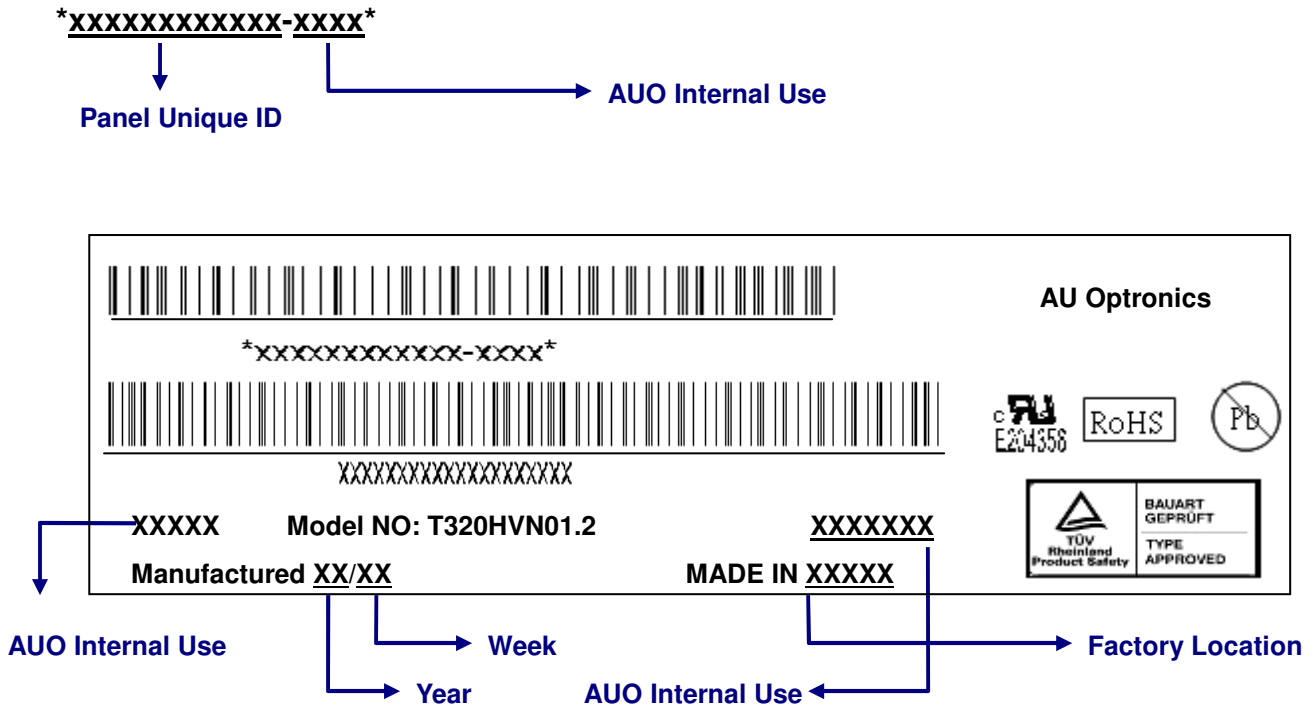 *xxxxxxxxxxxx-xxxx*
AUO Internal Use
Panel Unique ID
AU Optronics
*xxxxxxxxxxxx-xxxx*
c
E204356
RoHS
Pb
XXXXXXXXXXXXXXXXXXXX
XXXXX Model NO: T320HVN01.2 XXXXXXX
Manufactured XX/XX MADE IN XXXXX
TÜV
Rheinland
Product Safety
BAUART
GEPRÜFT
TYPE
APPROVED
AUO Internal Use
Week
Factory Location
Year
AUO Internal Use